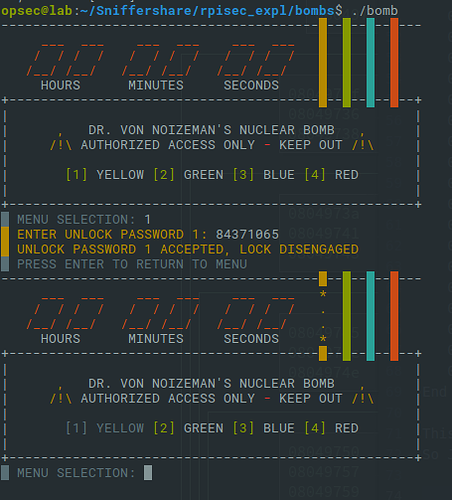 opsec@lab:~/Sniffershare/rpisec_expl/bombs$ ./bomb
HOURS MINUTES SECONDS
DR. VON NOIZEMAN'S NUCLEAR BOMB
/!\ AUTHORIZED ACCESS ONLY - KEEP OUT /!\
[1] YELLOW [2] GREEN [3] BLUE [4] RED
MENU SELECTION: 1
ENTER UNLOCK PASSWORD 1: 84371065
UNLOCK PASSWORD 1 ACCEPTED, LOCK DISENGAGED
PRESS ENTER TO RETURN TO MENU
HOURS MINUTES SECONDS
DR. VON NOIZEMAN'S NUCLEAR BOMB
/!\ AUTHORIZED ACCESS ONLY - KEEP OUT /!\
[1] YELLOW [2] GREEN [3] BLUE [4] RED
MENU SELECTION: